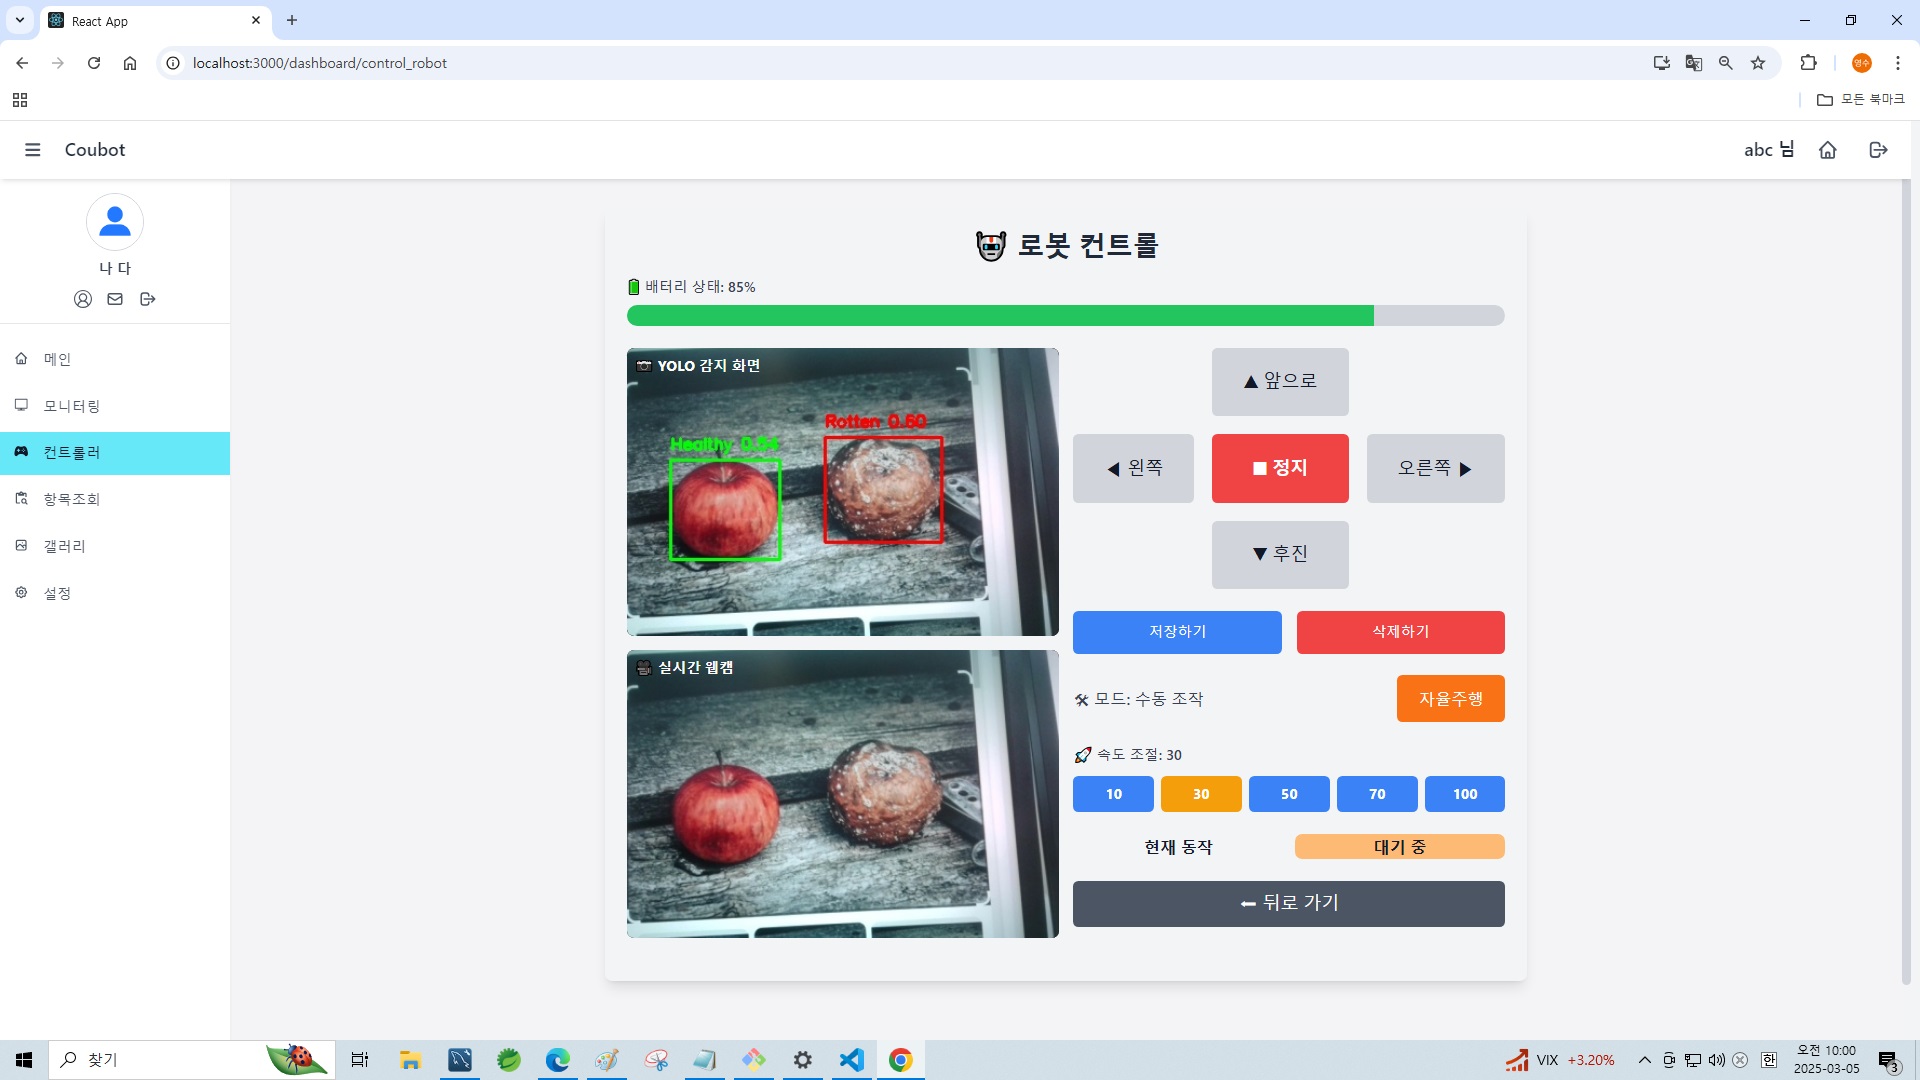 React App
localhost:3000/dashboard/control_robot
영수
모든 북마크
Coubot
abc 님
나 다
메인
모니터링
컨트롤러
항목조회
갤러리
설정
로봇 컨트롤
배터리 상태: 85%
YOLO 감지 화면
Healthy
Rotten 0.60
실시간 웹캠
▲ 앞으로
◀ 왼쪽
■ 정지
오른쪽 ▶
▼ 후진
저장하기
삭제하기
모드: 수동 조작
자율주행
속도 조절: 30
10
30
50
70
100
현재 동작
대기 중
뒤로 가기
찾기
VIX +3.20%
한
오전 10:00
2025-03-05
3